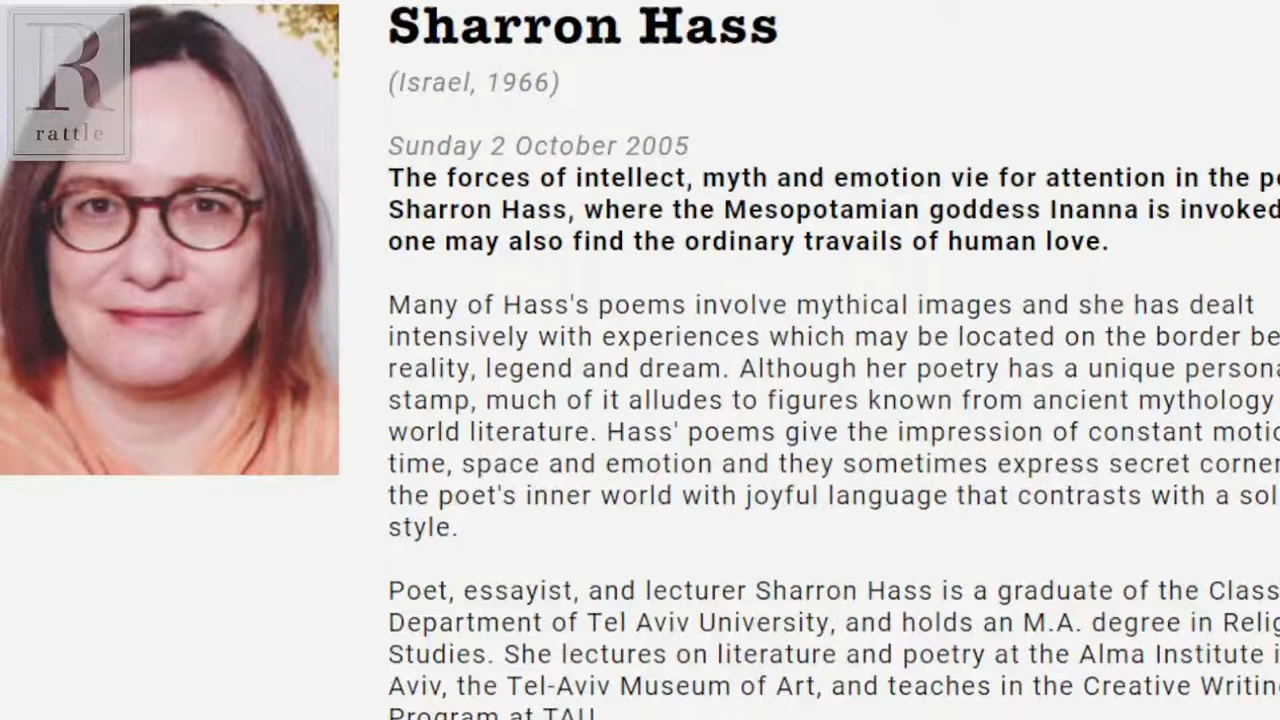 R
rattle
Sharron Hass
(Israel, 1966)
Sunday 2 October 2005
The forces of intellect, myth and emotion vie for attention in the
Sharron Hass, where the Mesopotamian goddess Inanna is invoked
one may also find the ordinary travails of human love.
Many of Hass's poems involve mythical images and she has dealt
intensively with experiences which may be located on the border
reality, legend and dream. Although her poetry has a unique
stamp, much of it alludes to figures known from ancient mythology
world literature. Hass' poems give the impression of constant
time, space and emotion and they sometimes express secret
the poet's inner world with joyful language that contrasts with a
style.
Poet, essayist, and lecturer Sharron Hass is a graduate of the
Department of Tel Aviv University, and holds an M.A. degree in
Studies. She lectures on literature and poetry at the Alma Institute
Aviv, the Tel-Aviv Museum of Art, and teaches in the Creative
Program at TAU